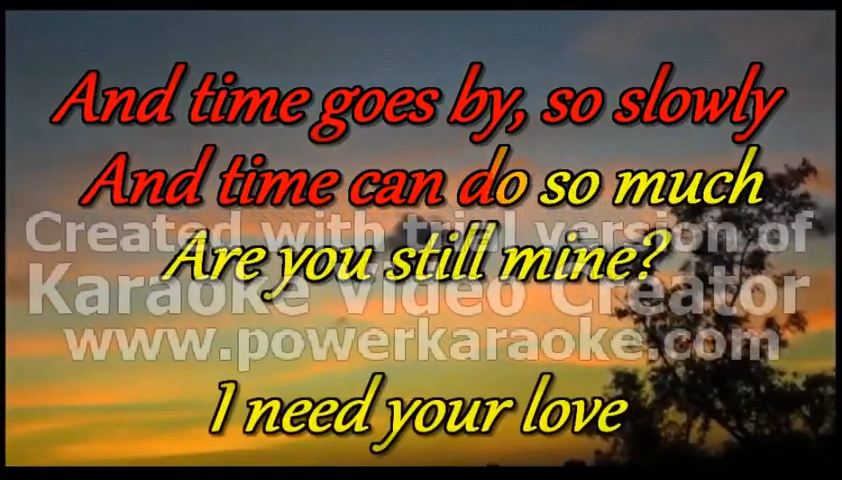 And time goes by, so slowly
And time can do so much
Created with trial version of
Are you still mine?
Karaoke Video Creator
www.powerkaraoke.com
I need your love